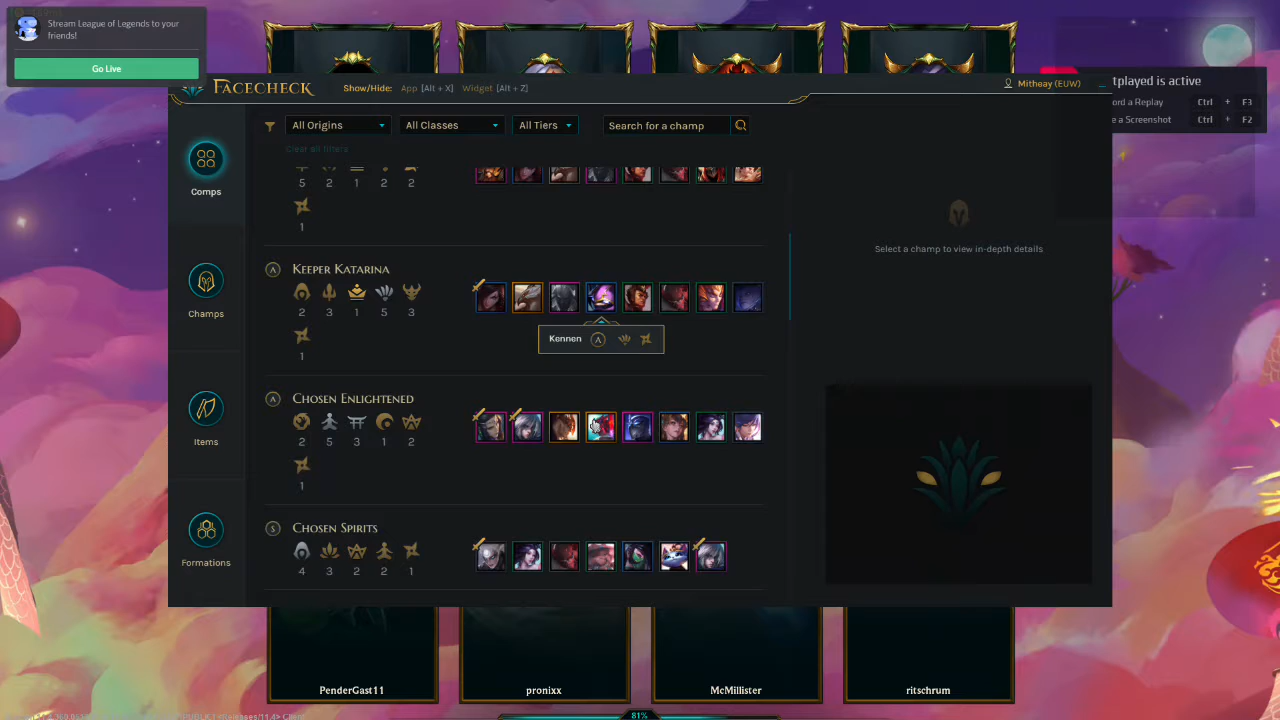 Stream League of Legends to your
friends!
Go Live
FACECHECK
Show/Hide: App [Alt + X] Widget [Alt + Z]
Mitheay (EUW)
tplayed is active
ord a Replay Ctrl + F3
e a Screenshot Ctrl + F2
All Origins
All Classes
All Tiers
Search for a champ
Clear all filters
Comps
Champs
Items
Formations
5 2 1 2 2
1
A KEEPER KATARINA
2 3 1 5 3
1
Kennen A
A CHOSEN ENLIGHTENED
2 5 3 1 2
1
S CHOSEN SPIRITS
4 3 2 2 1
Select a champ to view in-depth details
PenderGast11
pronixx
McMillister
ritschrum
81%